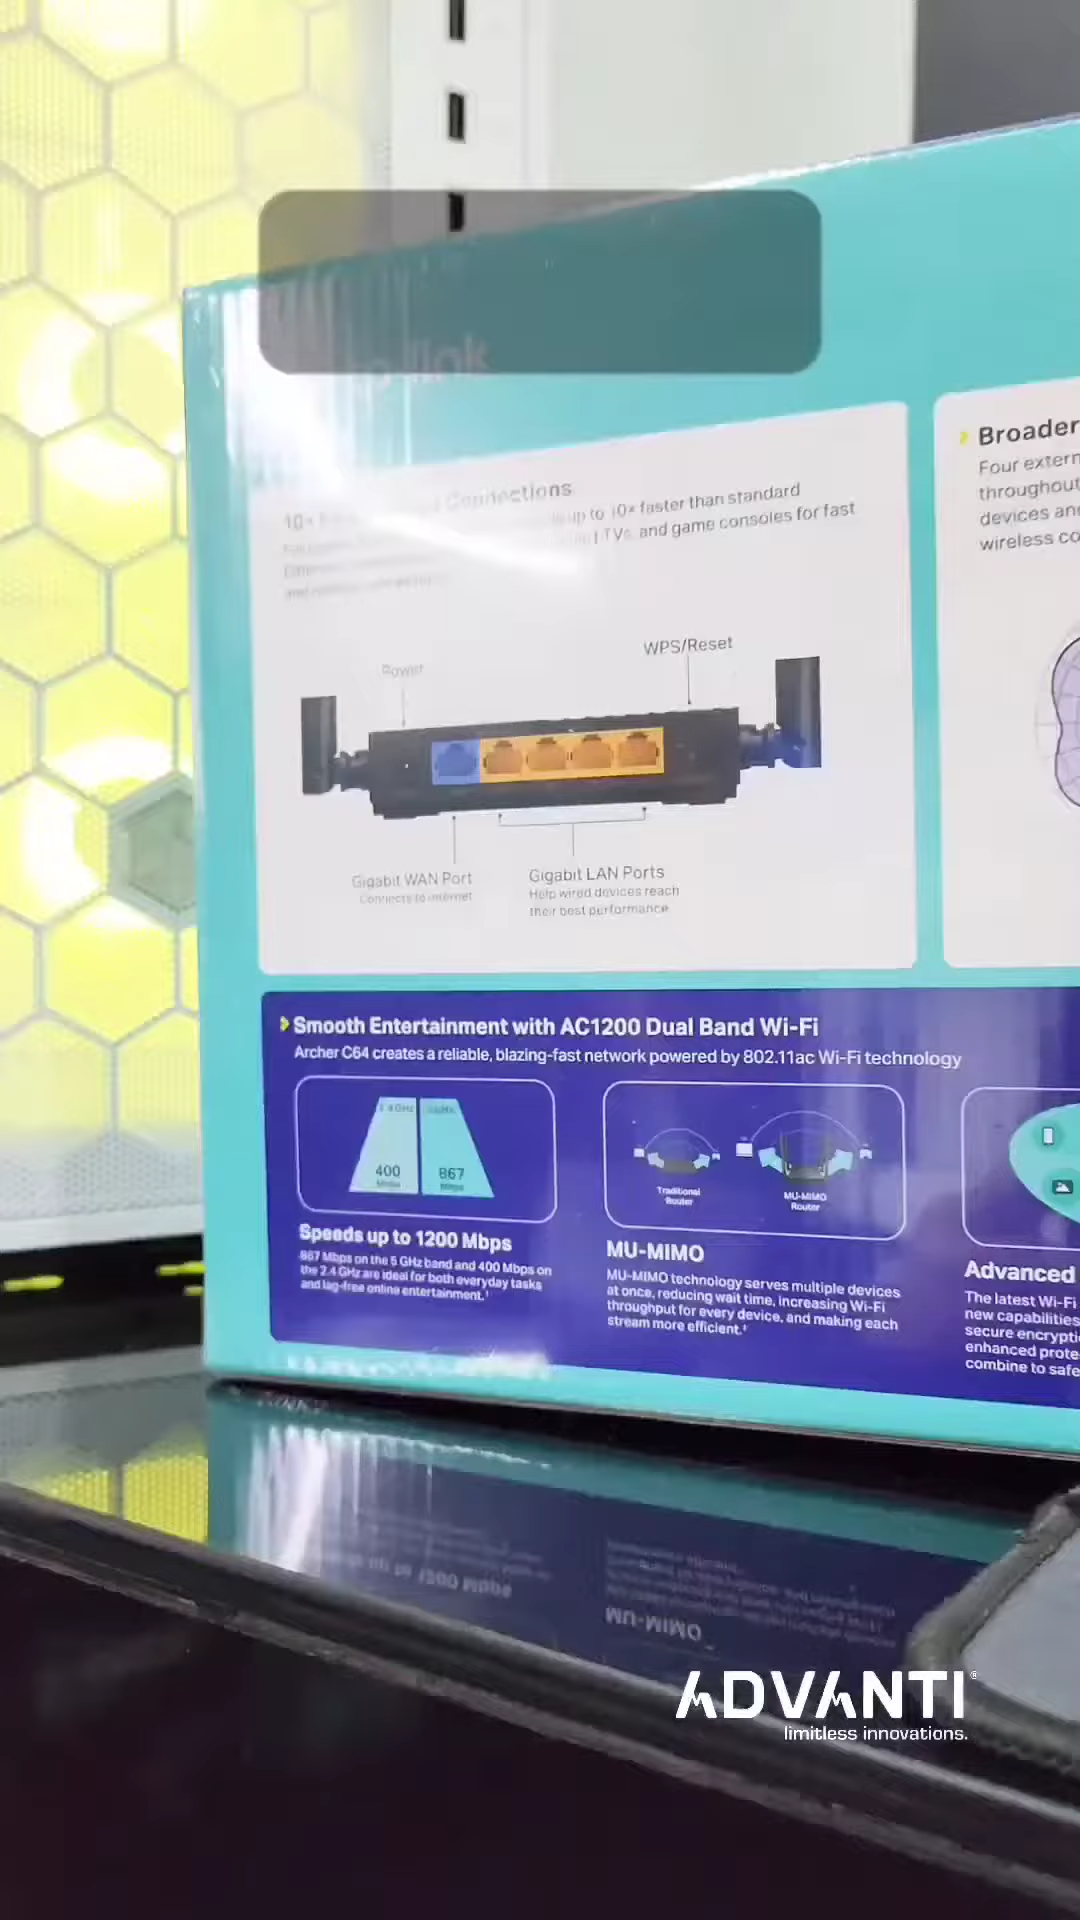 link
Connections
up to 10× faster than standard
TVs, and game consoles for fast
Power
WPS/Reset
Gigabit WAN Port
Connects to internet
Gigabit LAN Ports
Help wired devices reach
their best performance
Broader
Four extern
throughout
devices and
wireless co
Smooth Entertainment with AC1200 Dual Band Wi-Fi
Archer C64 creates a reliable, blazing-fast network powered by 802.11ac Wi-Fi technology
400
Mbps
867
Mbps
Speeds up to 1200 Mbps
867 Mbps on the 5 GHz band and 400 Mbps on
the 2.4 GHz are ideal for both everyday tasks
and lag-free online entertainment.¹
Traditional
Router
MU-MIMO
Router
MU-MIMO
MU-MIMO technology serves multiple devices
at once, reducing wait time, increasing Wi-Fi
throughput for every device, and making each
stream more efficient.‡
Advanced
The latest Wi-Fi
new capabilities
secure encrypti
enhanced prote
combine to safe
ADVANTI®
limitless innovations.